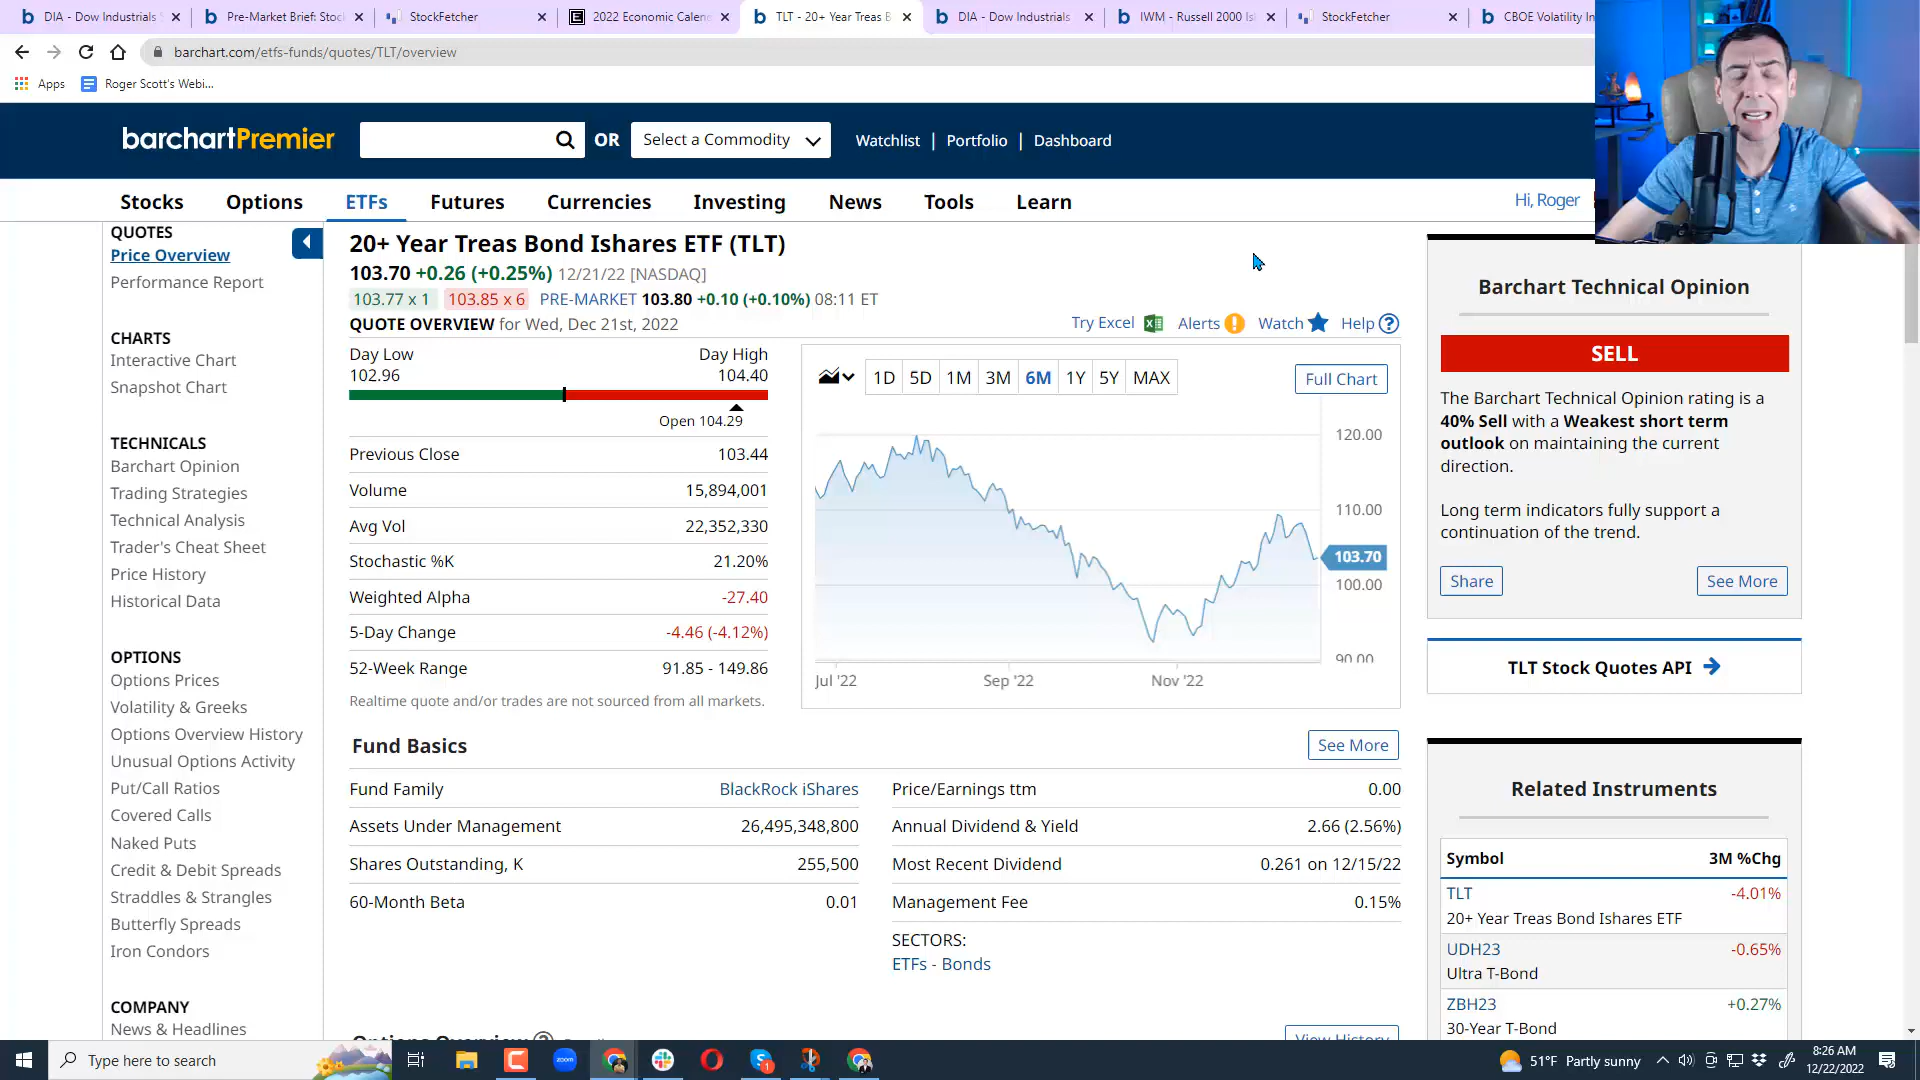 DIA - Dow Industrials
Pre-Market Brief: Stoc
StockFetcher
2022 Economic Calen
TLT - 20+ Year Treas B
DIA - Dow Industrials
IWM - Russell 2000 Is
StockFetcher
CBOE Volatility In
barchart.com/etfs-funds/quotes/TLT/overview
Apps
Roger Scott's Webi...
barchartPremier
OR
Select a Commodity
Watchlist | Portfolio | Dashboard
Stocks Options ETFs Futures Currencies Investing News Tools Learn
Hi, Roger
QUOTES
Price Overview
Performance Report
CHARTS
Interactive Chart
Snapshot Chart
TECHNICALS
Barchart Opinion
Trading Strategies
Technical Analysis
Trader's Cheat Sheet
Price History
Historical Data
OPTIONS
Options Prices
Volatility & Greeks
Options Overview History
Unusual Options Activity
Put/Call Ratios
Covered Calls
Naked Puts
Credit & Debit Spreads
Straddles & Strangles
Butterfly Spreads
Iron Condors
COMPANY
News & Headlines
20+ Year Treas Bond Ishares ETF (TLT)
103.70 +0.26 (+0.25%) 12/21/22 [NASDAQ]
103.77 x 1 103.85 x 6 PRE-MARKET 103.80 +0.10 (+0.10%) 08:11 ET
QUOTE OVERVIEW for Wed, Dec 21st, 2022
Try Excel Alerts Watch Help
Day Low Day High
102.96 104.40
Open 104.29
Previous Close 103.44
Volume 15,894,001
Avg Vol 22,352,330
Stochastic %K 21.20%
Weighted Alpha -27.40
5-Day Change -4.46 (-4.12%)
52-Week Range 91.85 - 149.86
Realtime quote and/or trades are not sourced from all markets.
1D 5D 1M 3M 6M 1Y 5Y MAX
Full Chart
120.00
110.00
103.70
100.00
90.00
Jul '22 Sep '22 Nov '22
Fund Basics
See More
Fund Family BlackRock iShares
Assets Under Management 26,495,348,800
Shares Outstanding, K 255,500
60-Month Beta 0.01
Price/Earnings ttm 0.00
Annual Dividend & Yield 2.66 (2.56%)
Most Recent Dividend 0.261 on 12/15/22
Management Fee 0.15%
SECTORS:
ETFs - Bonds
Options Overview
View History
Barchart Technical Opinion
SELL
The Barchart Technical Opinion rating is a
40% Sell with a Weakest short term
outlook on maintaining the current
direction.
Long term indicators fully support a
continuation of the trend.
Share See More
TLT Stock Quotes API
Related Instruments
Symbol 3M %Chg
TLT -4.01%
20+ Year Treas Bond Ishares ETF
UDH23 -0.65%
Ultra T-Bond
ZBH23 +0.27%
30-Year T-Bond
Type here to search
zoom
51°F Partly sunny
8:26 AM
12/22/2022